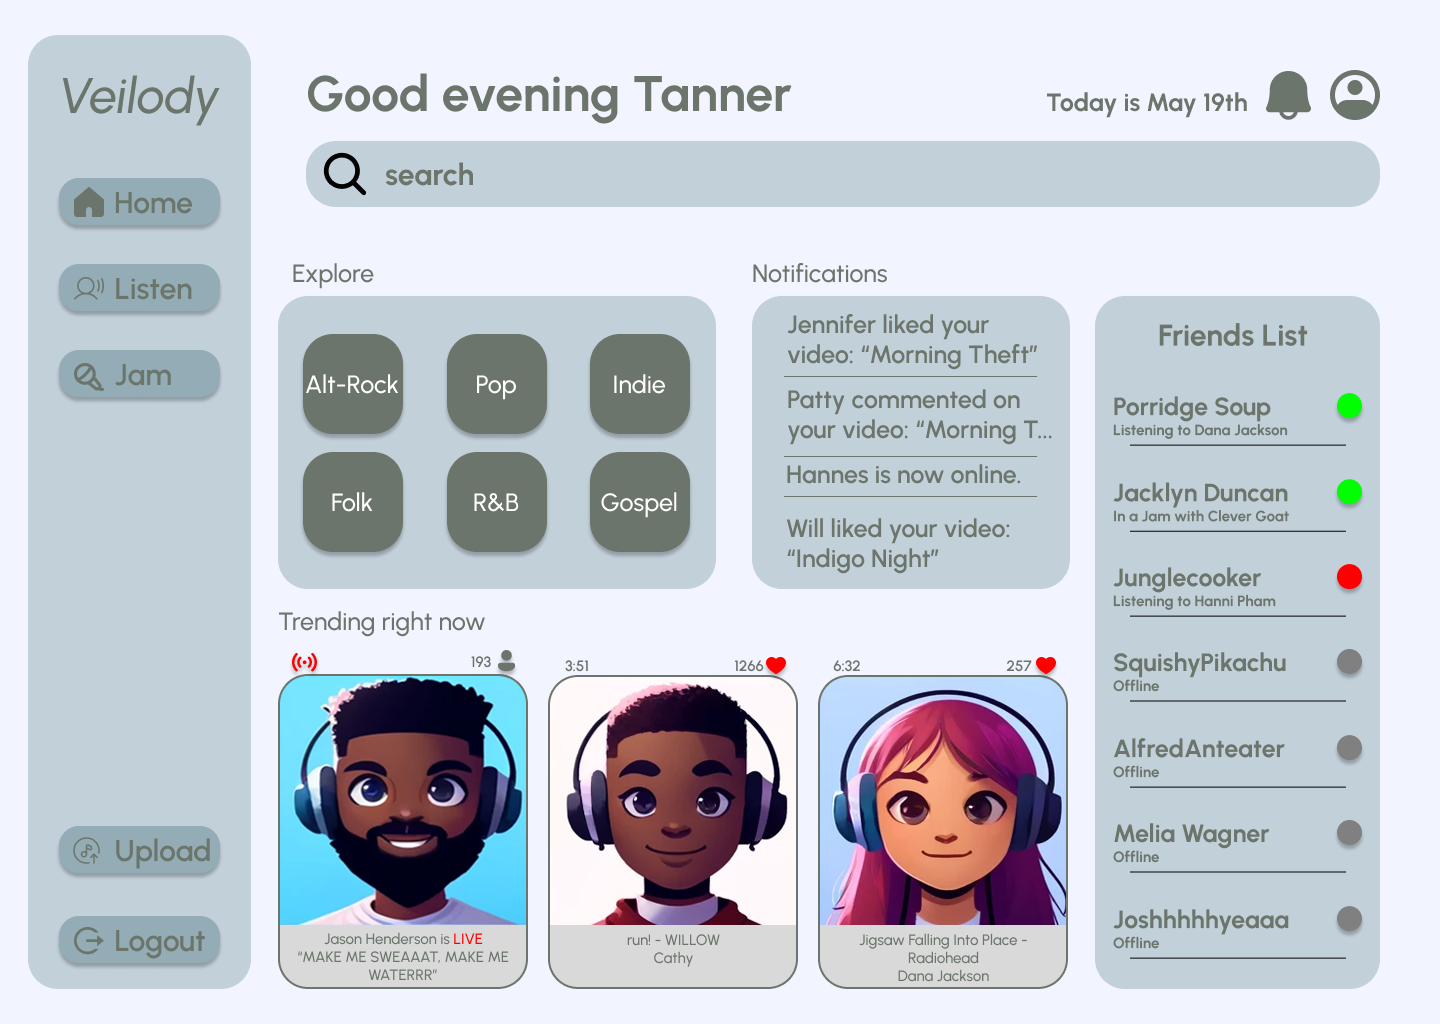 Veilody
Home
Listen
Jam
Upload
Logout
Good evening Tanner
Today is May 19th
search
Explore
Alt-Rock
Pop
Indie
Folk
R&B
Gospel
Notifications
Jennifer liked your
video: “Morning Theft”
Patty commented on
your video: “Morning T...
Hannes is now online.
Will liked your video:
“Indigo Night”
Friends List
Porridge Soup
Listening to Dana Jackson
Jacklyn Duncan
In a Jam with Clever Goat
Junglecooker
Listening to Hanni Pham
SquishyPikachu
Offline
AlfredAnteater
Offline
Melia Wagner
Offline
Joshhhhhyeaaa
Offline
Trending right now
193
Jason Henderson is LIVE
“MAKE ME SWEAAAT, MAKE ME
WATERRR”
3:51
1266
run! - WILLOW
Cathy
6:32
257
Jigsaw Falling Into Place -
Radiohead
Dana Jackson